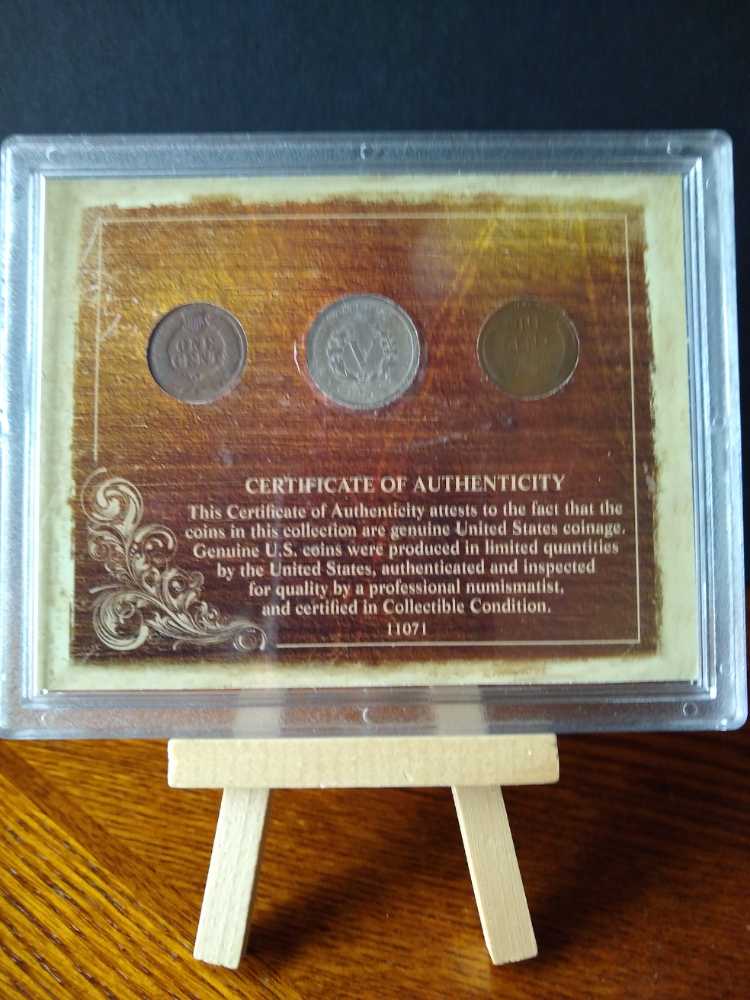 ONE
CENT
V
CERTIFICATE OF AUTHENTICITY
This Certificate of Authenticity attests to the fact that the
coins in this collection are genuine United States coinage.
Genuine U.S. coins were produced in limited quantities
by the United States, authenticated and inspected
for quality by a professional numismatist,
and certified in Collectible Condition.
11071